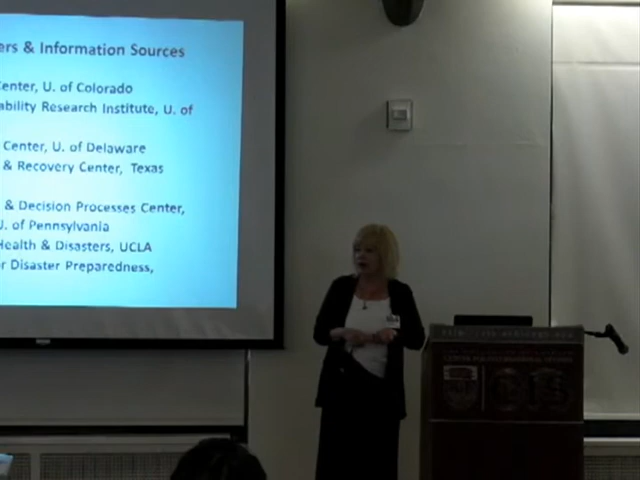 ers & Information Sources
enter, U. of Colorado
ability Research Institute, U. of
Center, U. of Delaware
& Recovery Center, Texas
& Decision Processes Center,
U. of Pennsylvania
Health & Disasters, UCLA
r Disaster Preparedness,